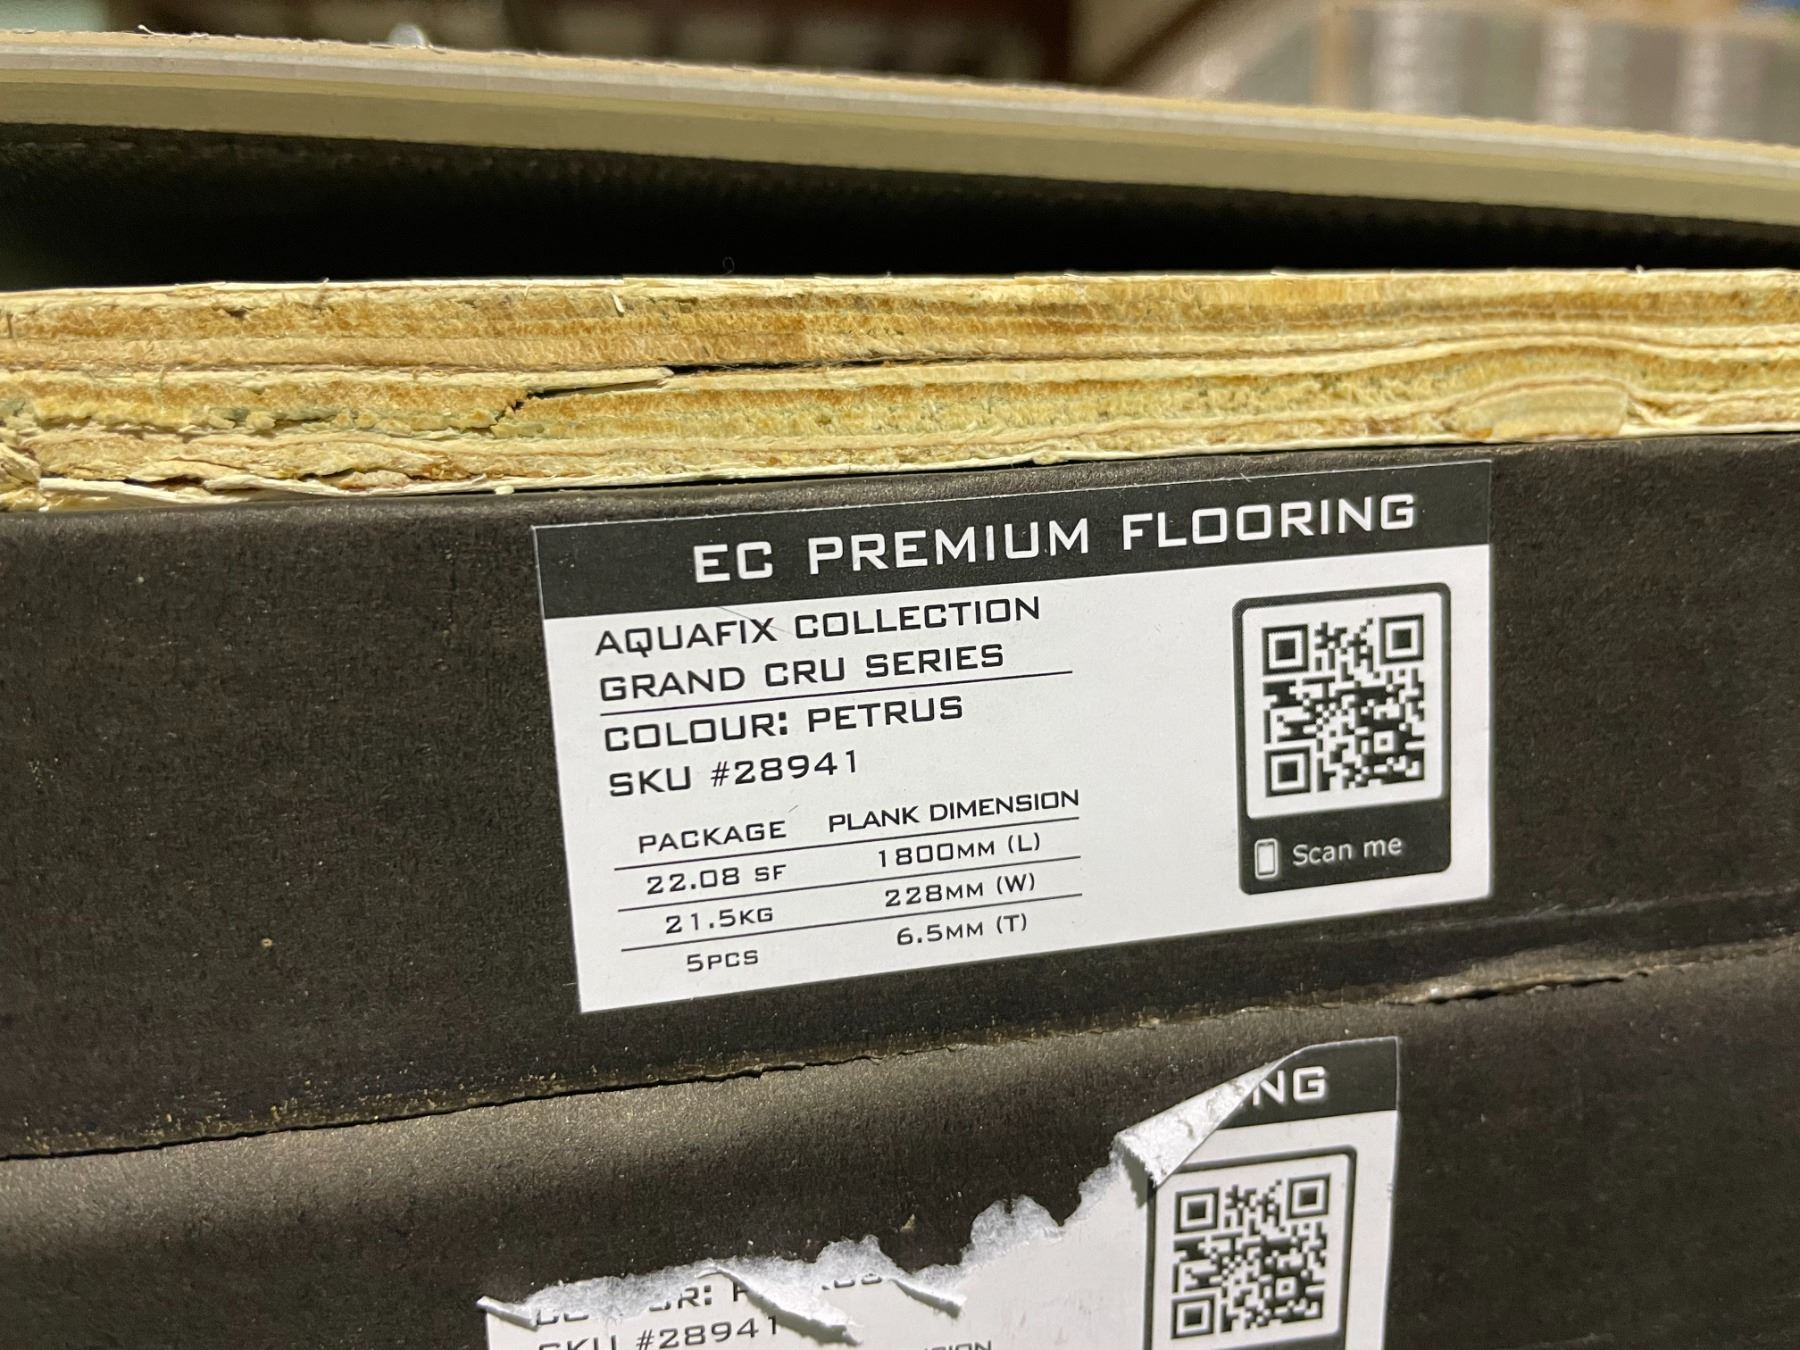 EC PREMIUM FLOORING
AQUAFIX COLLECTION
GRAND CRU SERIES
COLOUR: PETRUS
SKU #28941
PACKAGE PLANK DIMENSION
22.08 SF 1800MM (L)
21.5KG 228MM (W)
5PCS 6.5MM (T)
Scan me
NG
SKU #28941